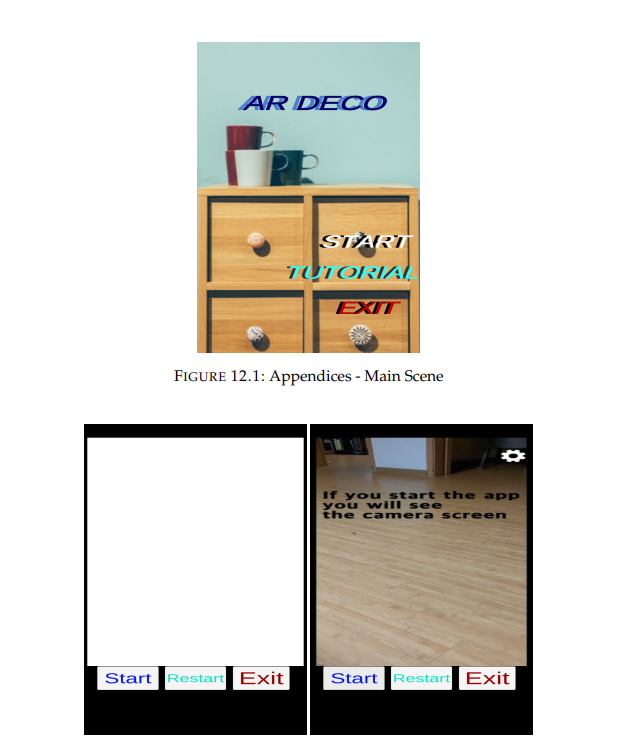 AR DECO
START
TUTORIAL
EXIT
FIGURE 12.1: Appendices - Main Scene
If you start the app
you will see
the camera screen
Start Restart Exit
Start Restart Exit